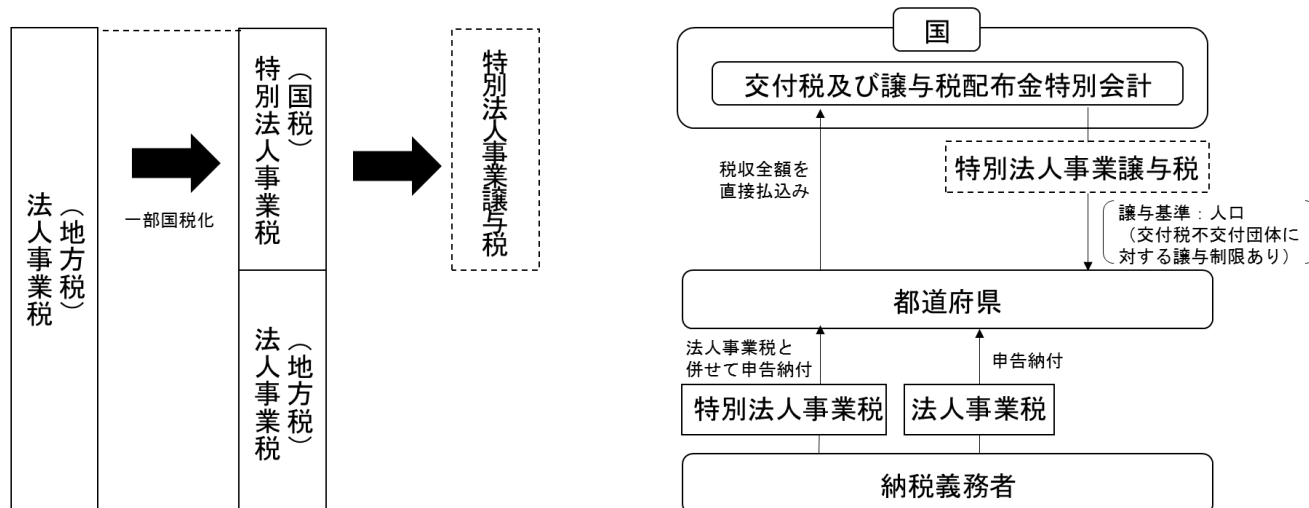 法人事業税
（地方税）
一部国税化
特別法人事業税
（国税）
法人事業税
（地方税）
特別法人事業譲与税
国
交付税及び譲与税配布金特別会計
税収全額を
直接払込み
特別法人事業譲与税
譲与基準：人口
（交付税不交付団体に
対する譲与制限あり）
都道府県
法人事業税と
併せて申告納付
申告納付
特別法人事業税
法人事業税
納税義務者